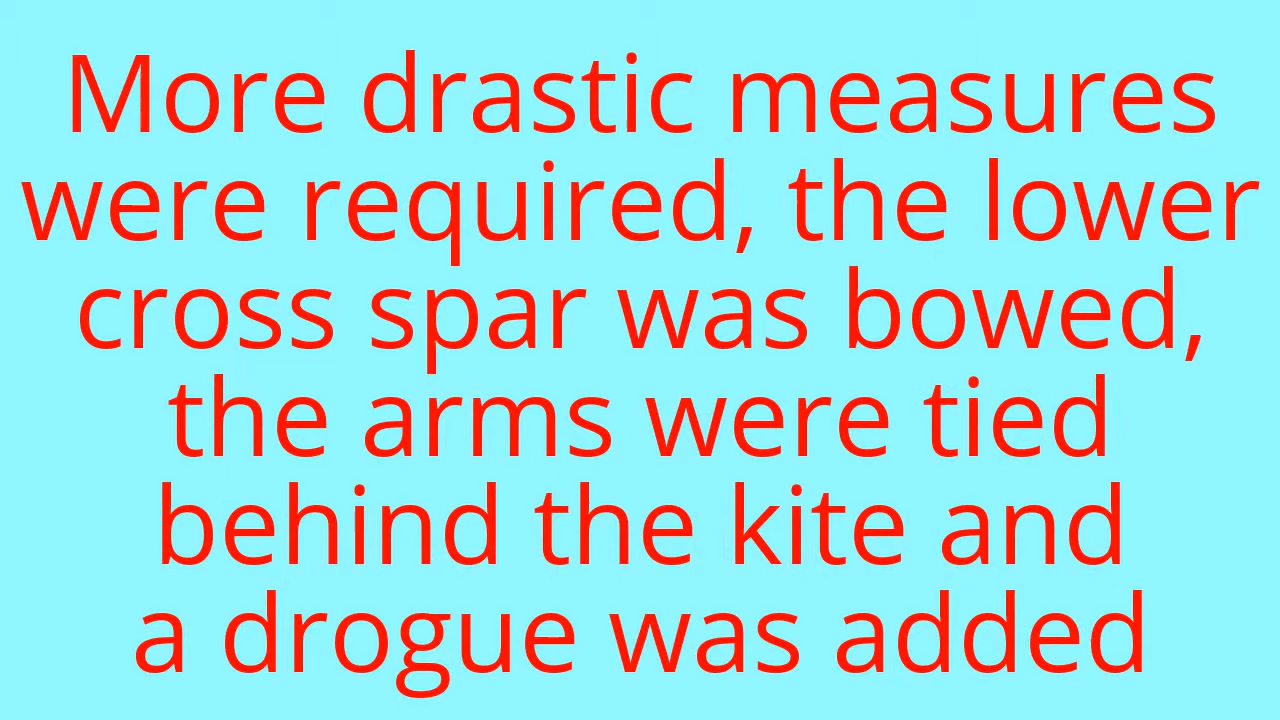 More drastic measures
were required, the lower
cross spar was bowed,
the arms were tied
behind the kite and
a drogue was added